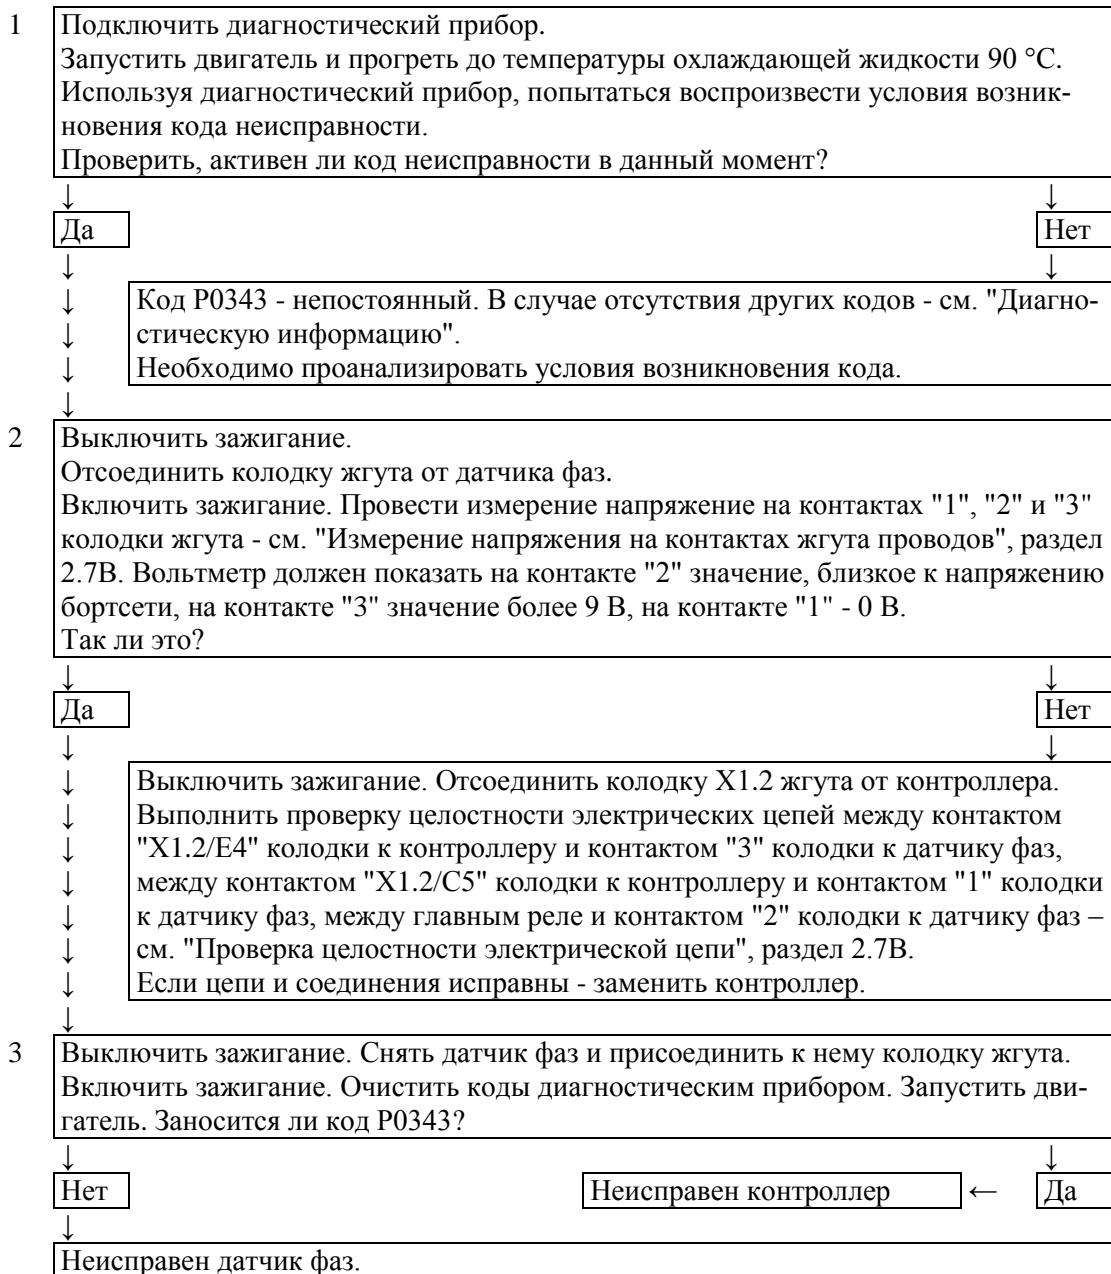 1 Подключить диагностический прибор.
Запустить двигатель и прогреть до температуры охлаждающей жидкости 90 °С.
Используя диагностический прибор, попытаться воспроизвести условия возник-
новения кода неисправности.
Проверить, активен ли код неисправности в данный момент?
↓ ↓
Да Нет
↓ ↓
↓ Код P0343 - непостоянный. В случае отсутствия других кодов - см. "Диагно-
↓ стическую информацию".
↓ Необходимо проанализировать условия возникновения кода.
↓
2 Выключить зажигание.
Отсоединить колодку жгута от датчика фаз.
Включить зажигание. Провести измерение напряжение на контактах "1", "2" и "3"
колодки жгута - см. "Измерение напряжения на контактах жгута проводов", раздел
2.7В. Вольтметр должен показать на контакте "2" значение, близкое к напряжению
бортсети, на контакте "3" значение более 9 В, на контакте "1" - 0 В.
Так ли это?
↓ ↓
Да Нет
↓ ↓
↓ Выключить зажигание. Отсоединить колодку Х1.2 жгута от контроллера.
↓ Выполнить проверку целостности электрических цепей между контактом
↓ "Х1.2/Е4" колодки к контроллеру и контактом "3" колодки к датчику фаз,
↓ между контактом "Х1.2/С5" колодки к контроллеру и контактом "1" колодки
↓ к датчику фаз, между главным реле и контактом "2" колодки к датчику фаз –
↓ см. "Проверка целостности электрической цепи", раздел 2.7В.
↓ Если цепи и соединения исправны - заменить контроллер.
↓
3 Выключить зажигание. Снять датчик фаз и присоединить к нему колодку жгута.
Включить зажигание. Очистить коды диагностическим прибором. Запустить дви-
гатель. Заносится ли код P0343?
↓ ↓
Нет Неисправен контроллер ← Да
↓
Неисправен датчик фаз.